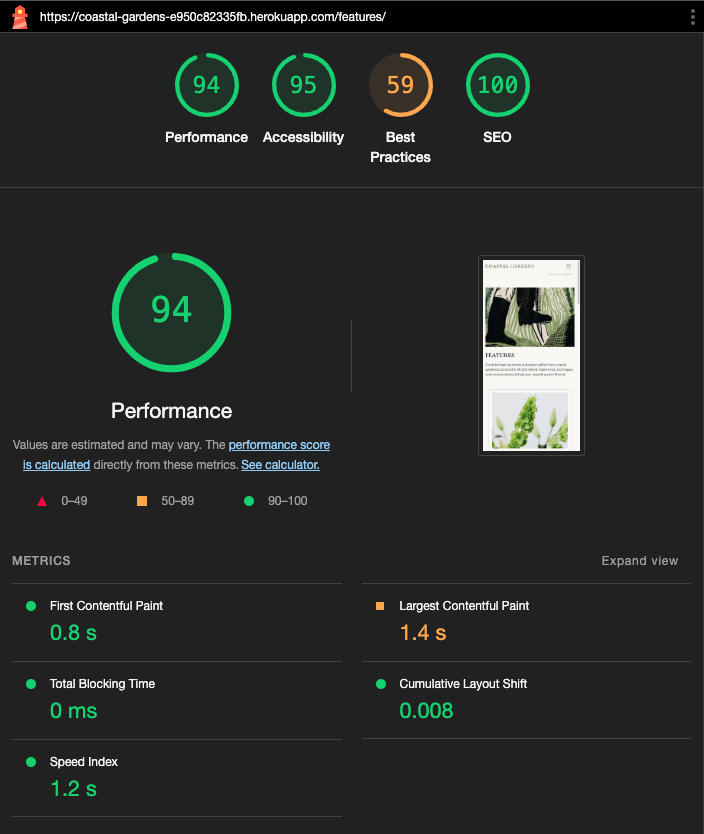 https://coastal-gardens-e950c82335fb.herokuapp.com/features/
94
95
59
100
Performance
Accessibility
Best
Practices
SEO
94
Performance
Values are estimated and may vary. The performance score
is calculated directly from these metrics. See calculator.
0–49
50–89
90–100
COASTAL GARDENS
FEATURES
METRICS
Expand view
First Contentful Paint
0.8 s
Largest Contentful Paint
1.4 s
Total Blocking Time
0 ms
Cumulative Layout Shift
0.008
Speed Index
1.2 s